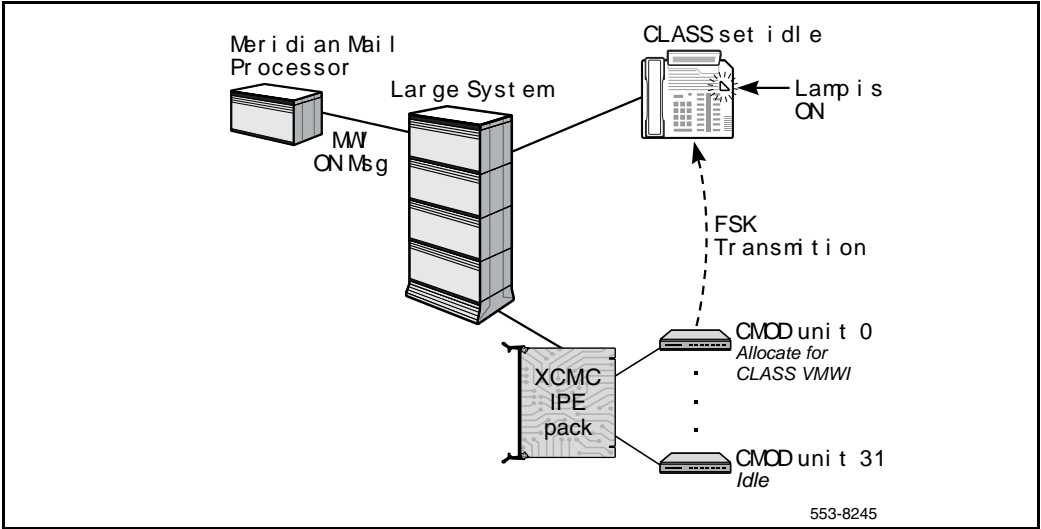 Meridian Mail
Processor
Large System
CLASS set idle
Lamp is
ON
MW
ON Msg
FSK
Transmition
XCMC
IPE
pack
CMOD unit 0
Allocate for
CLASS VMWI
.
.
.
CMOD unit 31
Idle
553-8245